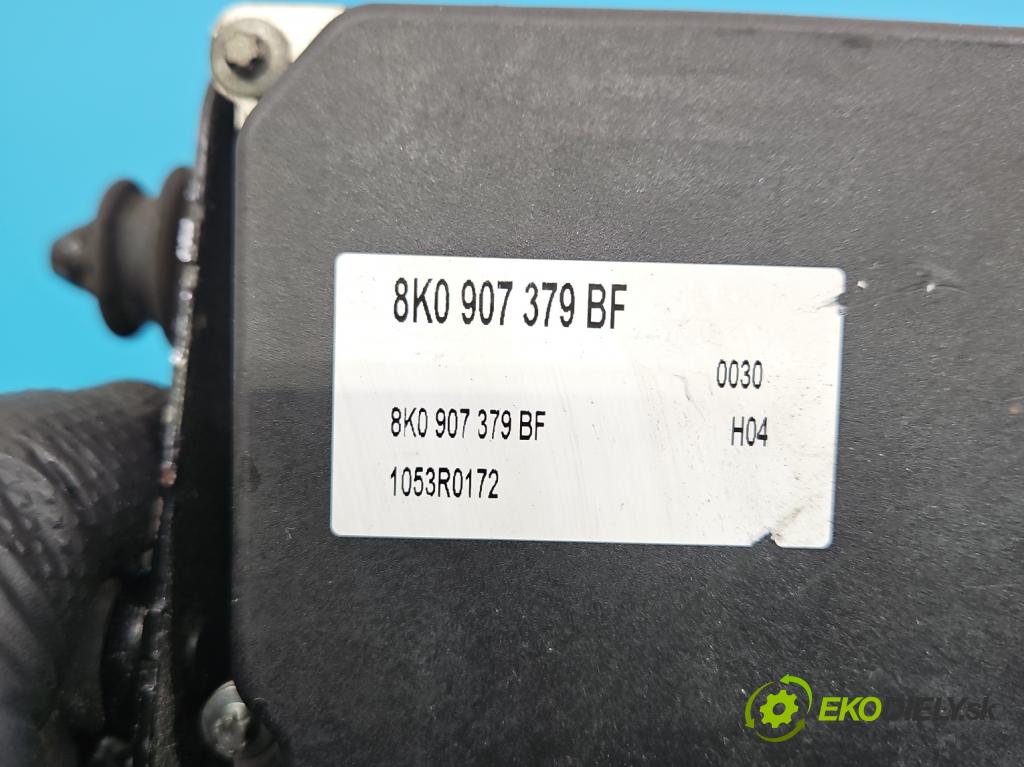 8K0 907 379 BF
0030
8K0 907 379 BF H04
1053R0172
EKODIELY.sk